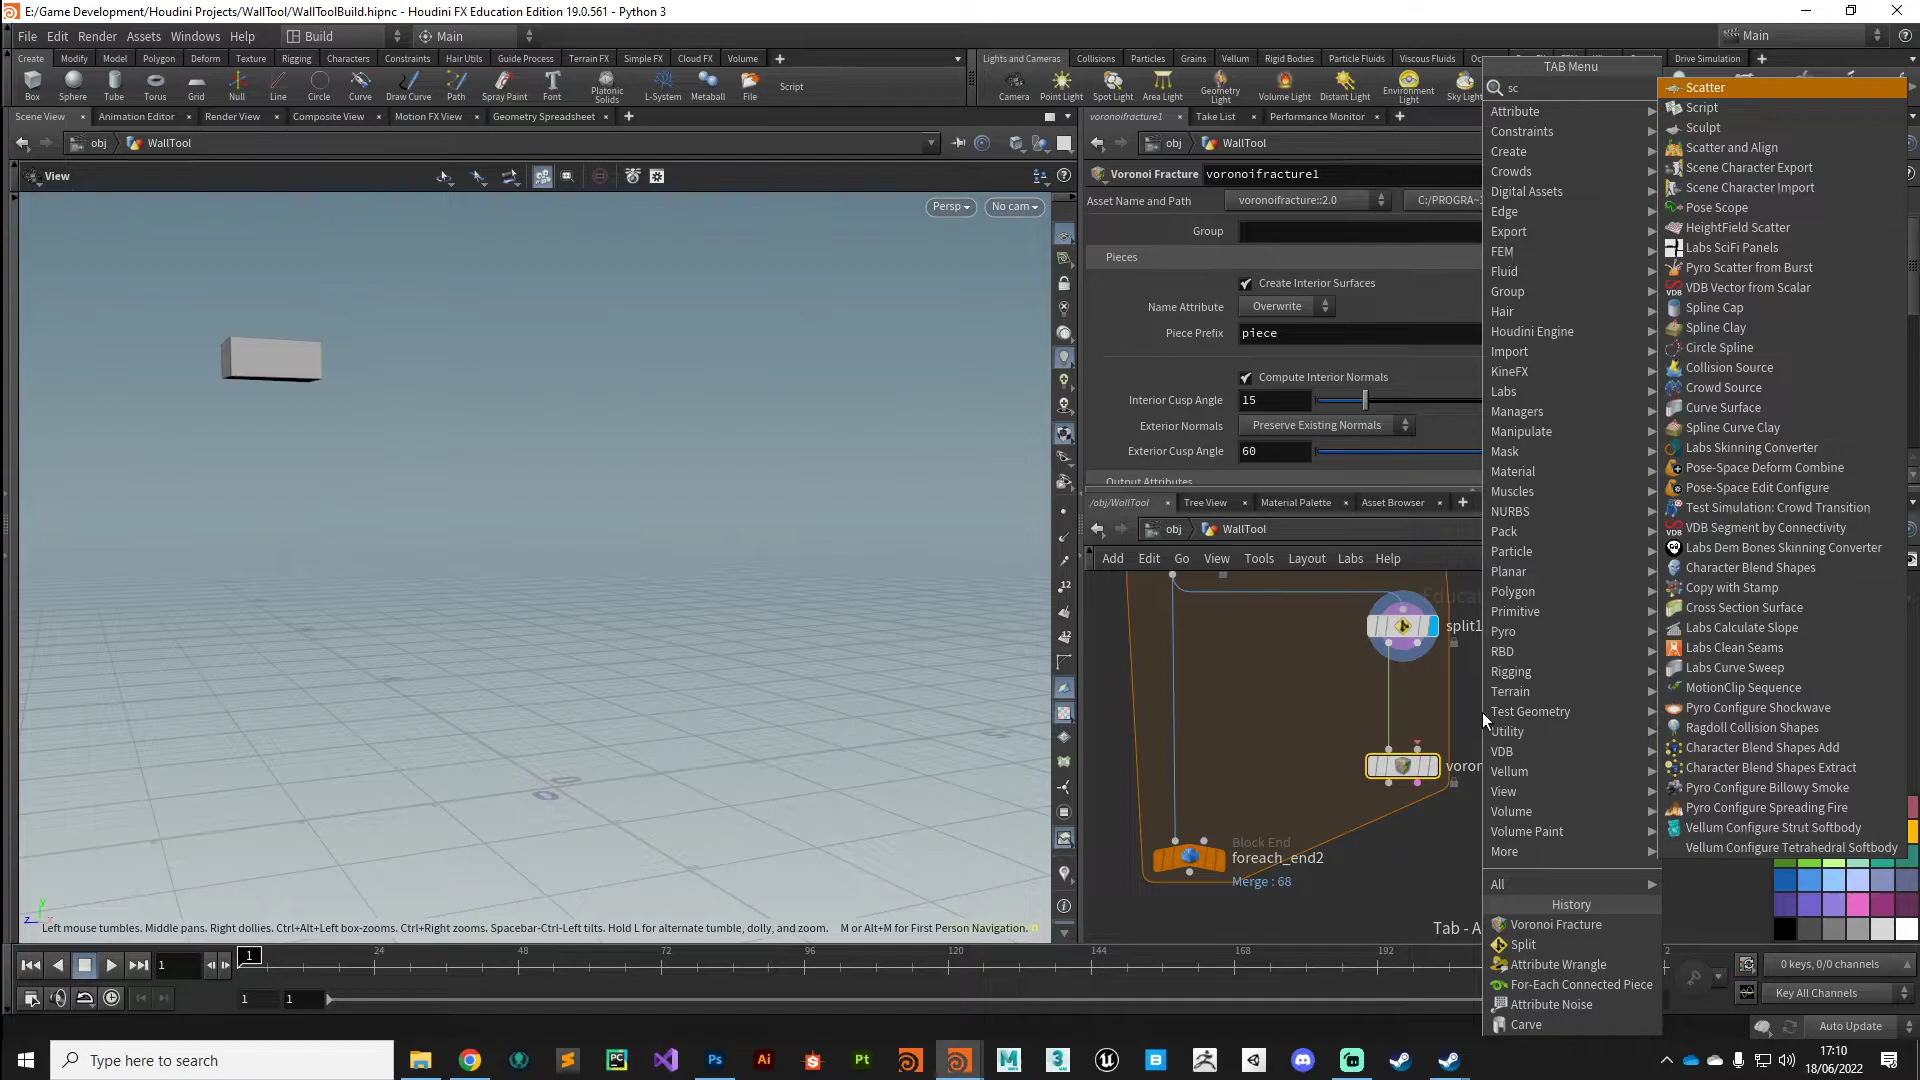 E:/Game Development/Houdini Projects/WallTool/WallToolBuild.hipnc - Houdini FX Education Edition 19.0.561 - Python 3
File Edit Render Assets Windows Help Build Main Main
Create Modify Model Polygon Deform Texture Rigging Characters Constraints Hair Utils Guide Process Terrain FX Simple FX Cloud FX Volume
Lights and Cameras Collisions Particles Grains Vellum Rigid Bodies Particle Fluids Viscous Fluids Drive Simulation
Box Sphere Tube Torus Grid Null Line Circle Curve Draw Curve Path Spray Paint Font Platonic Solids L-System Metaball File Script
Camera Point Light Spot Light Area Light Geometry Light Volume Light Distant Light Environment Light Sky Light
Scene View Animation Editor Render View Composite View Motion FX View Geometry Spreadsheet
obj WallTool
View
Persp No cam
Left mouse tumbles. Middle pans. Right dollies. Ctrl+Alt+Left box-zooms. Ctrl+Right zooms. Spacebar-Ctrl-Left tilts. Hold L for alternate tumble, dolly, and zoom. M or Alt+M for First Person Navigation.
voronoifracture1 Take List Performance Monitor
obj WallTool
Voronoi Fracture voronoifracture1
Asset Name and Path voronoifracture::2.0 C:/PROGRA~
Group
Pieces
Create Interior Surfaces
Name Attribute Overwrite
Piece Prefix piece
Compute Interior Normals
Interior Cusp Angle 15
Exterior Normals Preserve Existing Normals
Exterior Cusp Angle 60
Output Attributes
/obj/WallTool Tree View Material Palette Asset Browser
obj WallTool
Add Edit Go View Tools Layout Labs Help
split1
voron
Block End
foreach_end2
Merge : 68
Tab - A
TAB Menu
sc
Attribute
Constraints
Create
Crowds
Digital Assets
Edge
Export
FEM
Fluid
Group
Hair
Houdini Engine
Import
KineFX
Labs
Managers
Manipulate
Mask
Material
Muscles
NURBS
Pack
Particle
Planar
Polygon
Primitive
Pyro
RBD
Rigging
Terrain
Test Geometry
Utility
VDB
Vellum
View
Volume
Volume Paint
More
All
History
Voronoi Fracture
Split
Attribute Wrangle
For-Each Connected Piece
Attribute Noise
Carve
Scatter
Script
Sculpt
Scatter and Align
Scene Character Export
Scene Character Import
Pose Scope
HeightField Scatter
Labs SciFi Panels
Pyro Scatter from Burst
VDB Vector from Scalar
Spline Cap
Spline Clay
Circle Spline
Collision Source
Crowd Source
Curve Surface
Spline Curve Clay
Labs Skinning Converter
Pose-Space Deform Combine
Pose-Space Edit Configure
Test Simulation: Crowd Transition
VDB Segment by Connectivity
Labs Dem Bones Skinning Converter
Character Blend Shapes
Copy with Stamp
Cross Section Surface
Labs Calculate Slope
Labs Clean Seams
Labs Curve Sweep
MotionClip Sequence
Pyro Configure Shockwave
Ragdoll Collision Shapes
Character Blend Shapes Add
Character Blend Shapes Extract
Pyro Configure Billowy Smoke
Pyro Configure Spreading Fire
Vellum Configure Strut Softbody
Vellum Configure Tetrahedral Softbody
1 1 24 48 72 96 120 144 168 192
1 1
0 keys, 0/0 channels
Key All Channels
Auto Update
Type here to search
17:10
18/06/2022